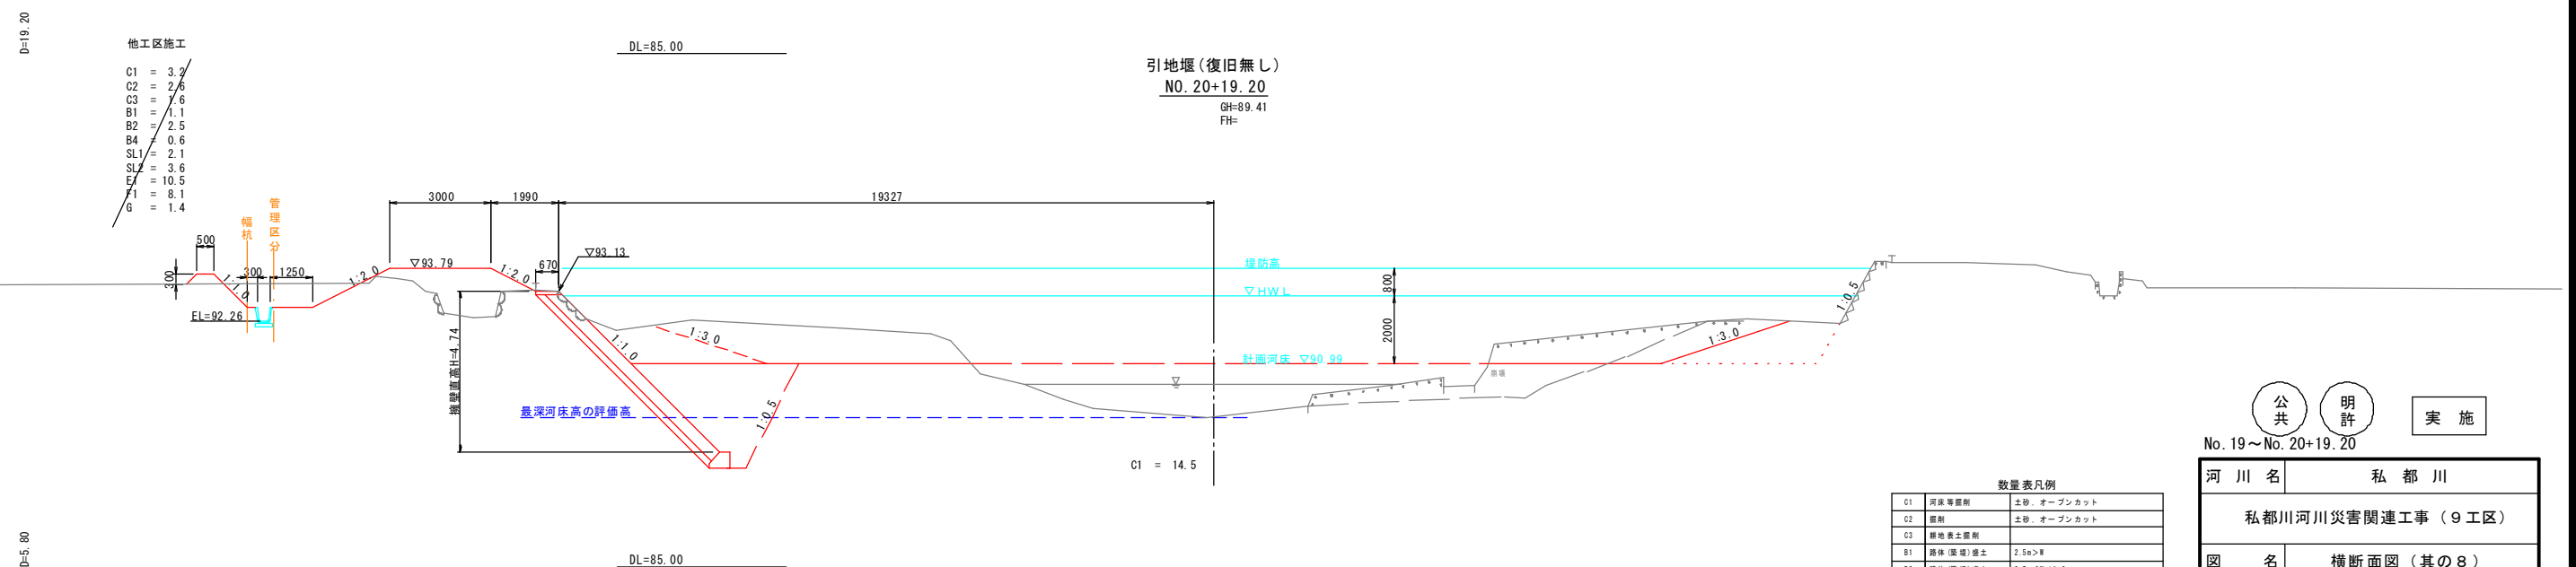 D=19.20
他工区施工
C1 = 3.2
C2 = 2.6
C3 = 1.6
B1 = 1.1
B2 = 2.5
B4 = 0.6
SL1 = 2.1
SL2 = 3.6
E1 = 10.5
F1 = 8.1
G = 1.4
DL=85.00
引地堰(復旧無し)
NO.20+19.20
GH=89.41
FH=
幅杭
管理区分
500
300
1:1.0
300
1250
1:2.0
EL=92.26
3000
1990
19327
▽93.79
1:2.0
670
▽93.13
擁壁直高H=4.74
1:1.0
1:3.0
1:0.5
最深河床高の評価高
堤防高
▽H.W.L
計画河床 ▽90.99
800
2000
崩壊
1:3.0
1:0.5
C1 = 14.5
公共
明許
実施
No.19～No.20+19.20
河川名 私都川
私都川河川災害関連工事（9工区）
図名 横断面図（其の8）
数量表凡例
C1 河床等掘削 土砂．オープンカット
C2 掘削 土砂．オープンカット
C3 耕地表土掘削
B1 路体(築堤)盛土 2.5m>W
D=5.80
DL=85.00